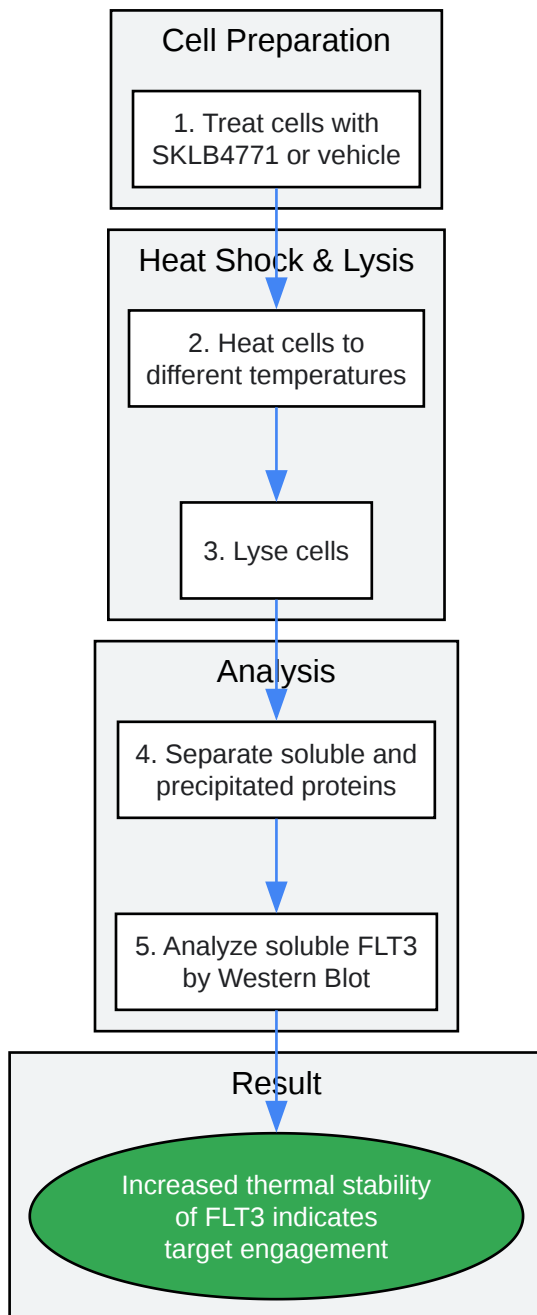 Cell Preparation
1. Treat cells with
SKLB4771 or vehicle
Heat Shock & Lysis
2. Heat cells to
different temperatures
3. Lyse cells
Analysis
4. Separate soluble and
precipitated proteins
5. Analyze soluble FLT3
by Western Blot
Result
Increased thermal stability
of FLT3 indicates
target engagement